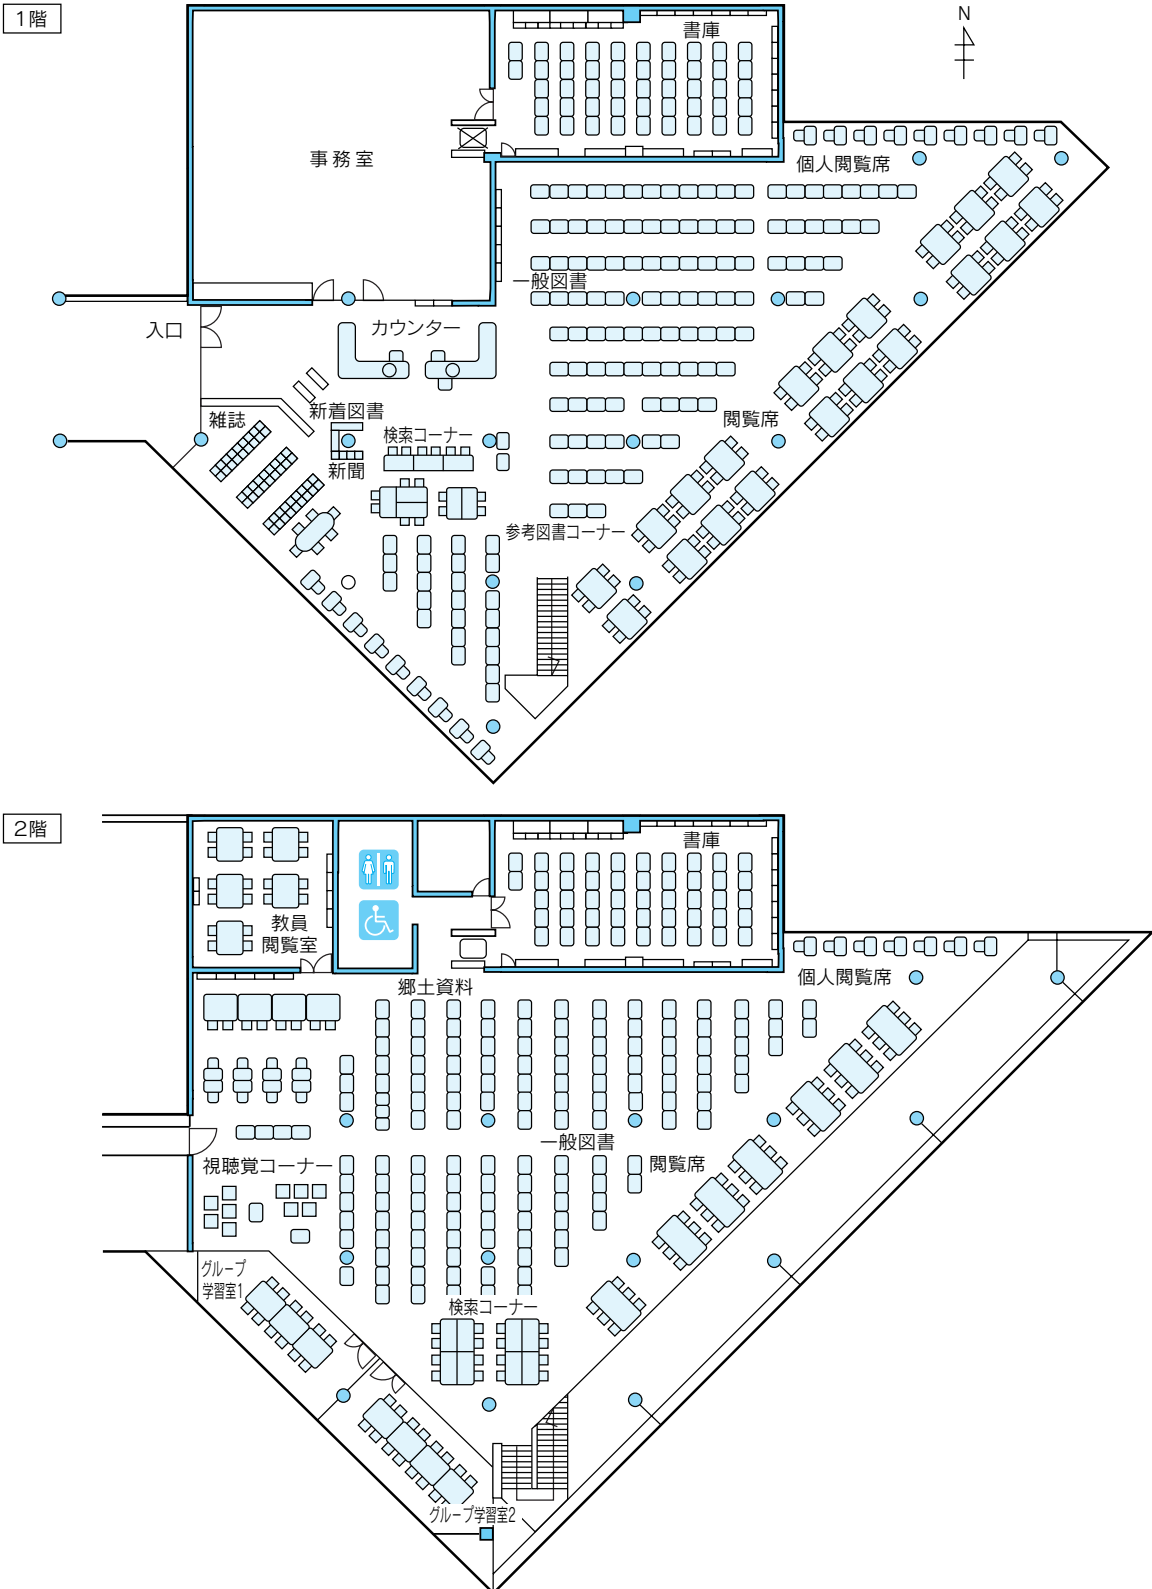 1階
N
書庫
事務室
個人閲覧席
一般図書
入口
カウンター
雑誌
新着図書
検索コーナー
閲覧席
新聞
参考図書コーナー
2階
書庫
教員
閲覧室
郷土資料
個人閲覧席
一般図書
視聴覚コーナー
閲覧席
グループ
学習室1
検索コーナー
グループ学習室2